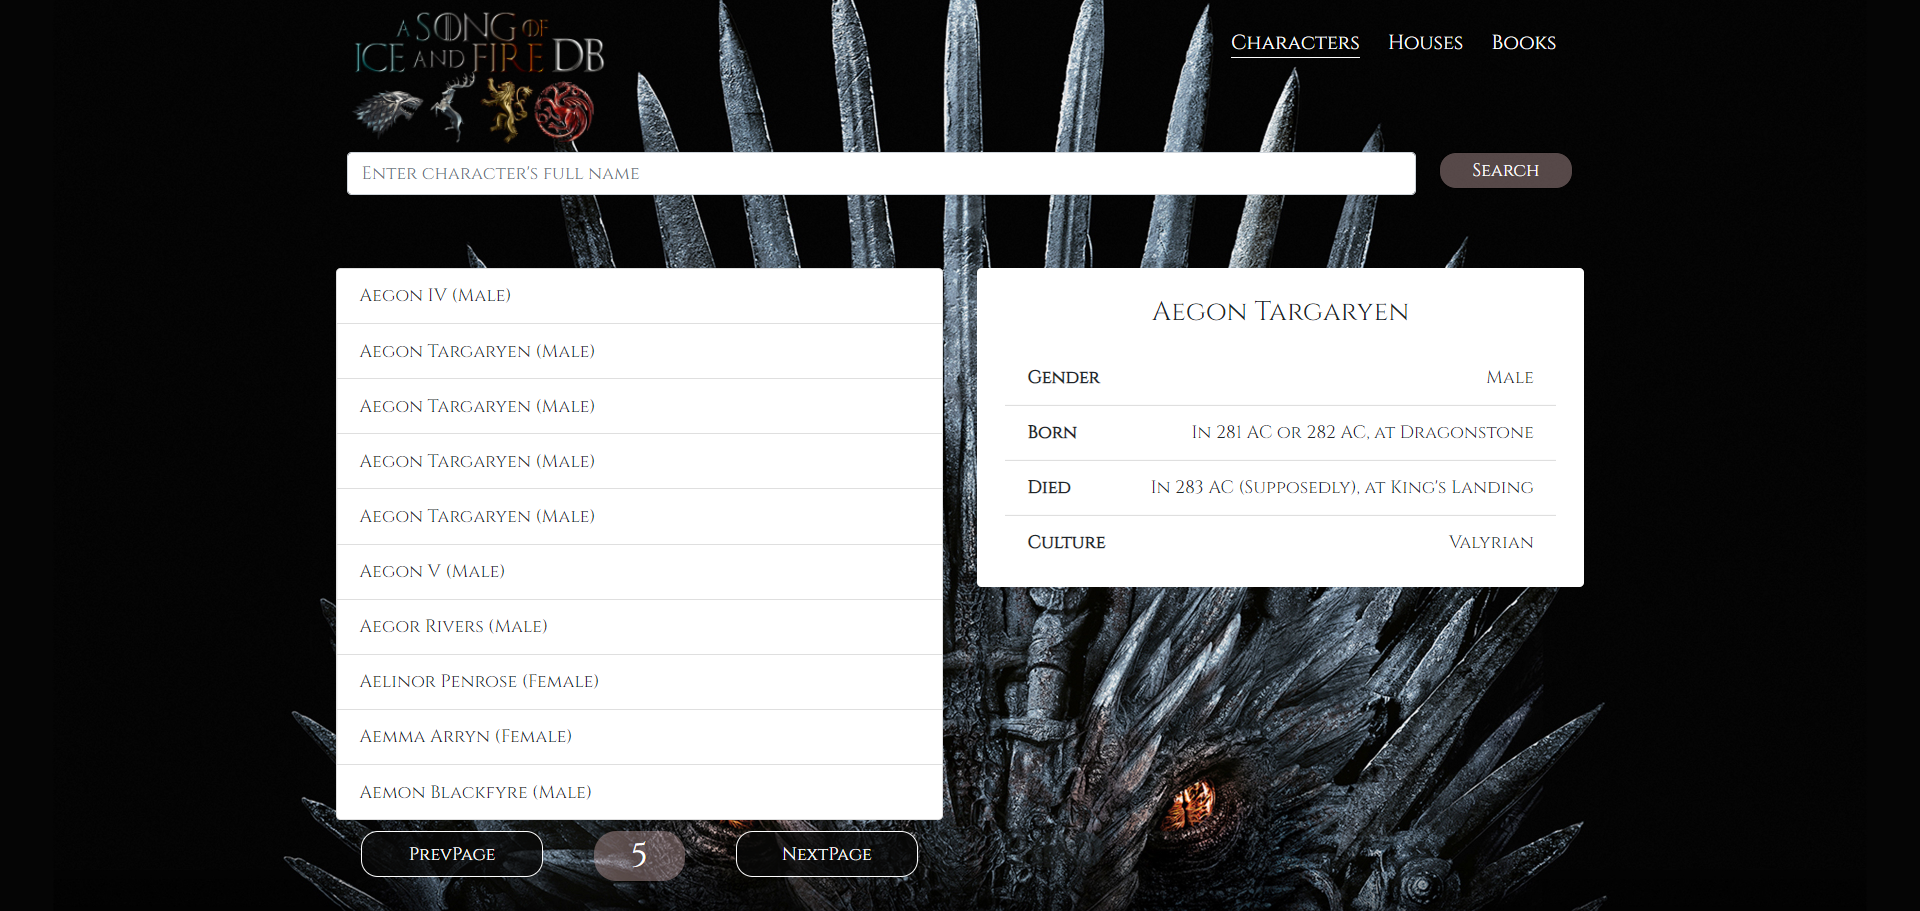 A SONG OF
ICE AND FIRE DB
Characters Houses Books
Enter character's full name
Search
Aegon IV (Male)
Aegon Targaryen (Male)
Aegon Targaryen (Male)
Aegon Targaryen (Male)
Aegon Targaryen (Male)
Aegon V (Male)
Aegor Rivers (Male)
Aelinor Penrose (Female)
Aemma Arryn (Female)
Aemon Blackfyre (Male)
PrevPage 5 NextPage
Aegon Targaryen
Gender Male
Born In 281 AC or 282 AC, at Dragonstone
Died In 283 AC (Supposedly), at King's Landing
Culture Valyrian